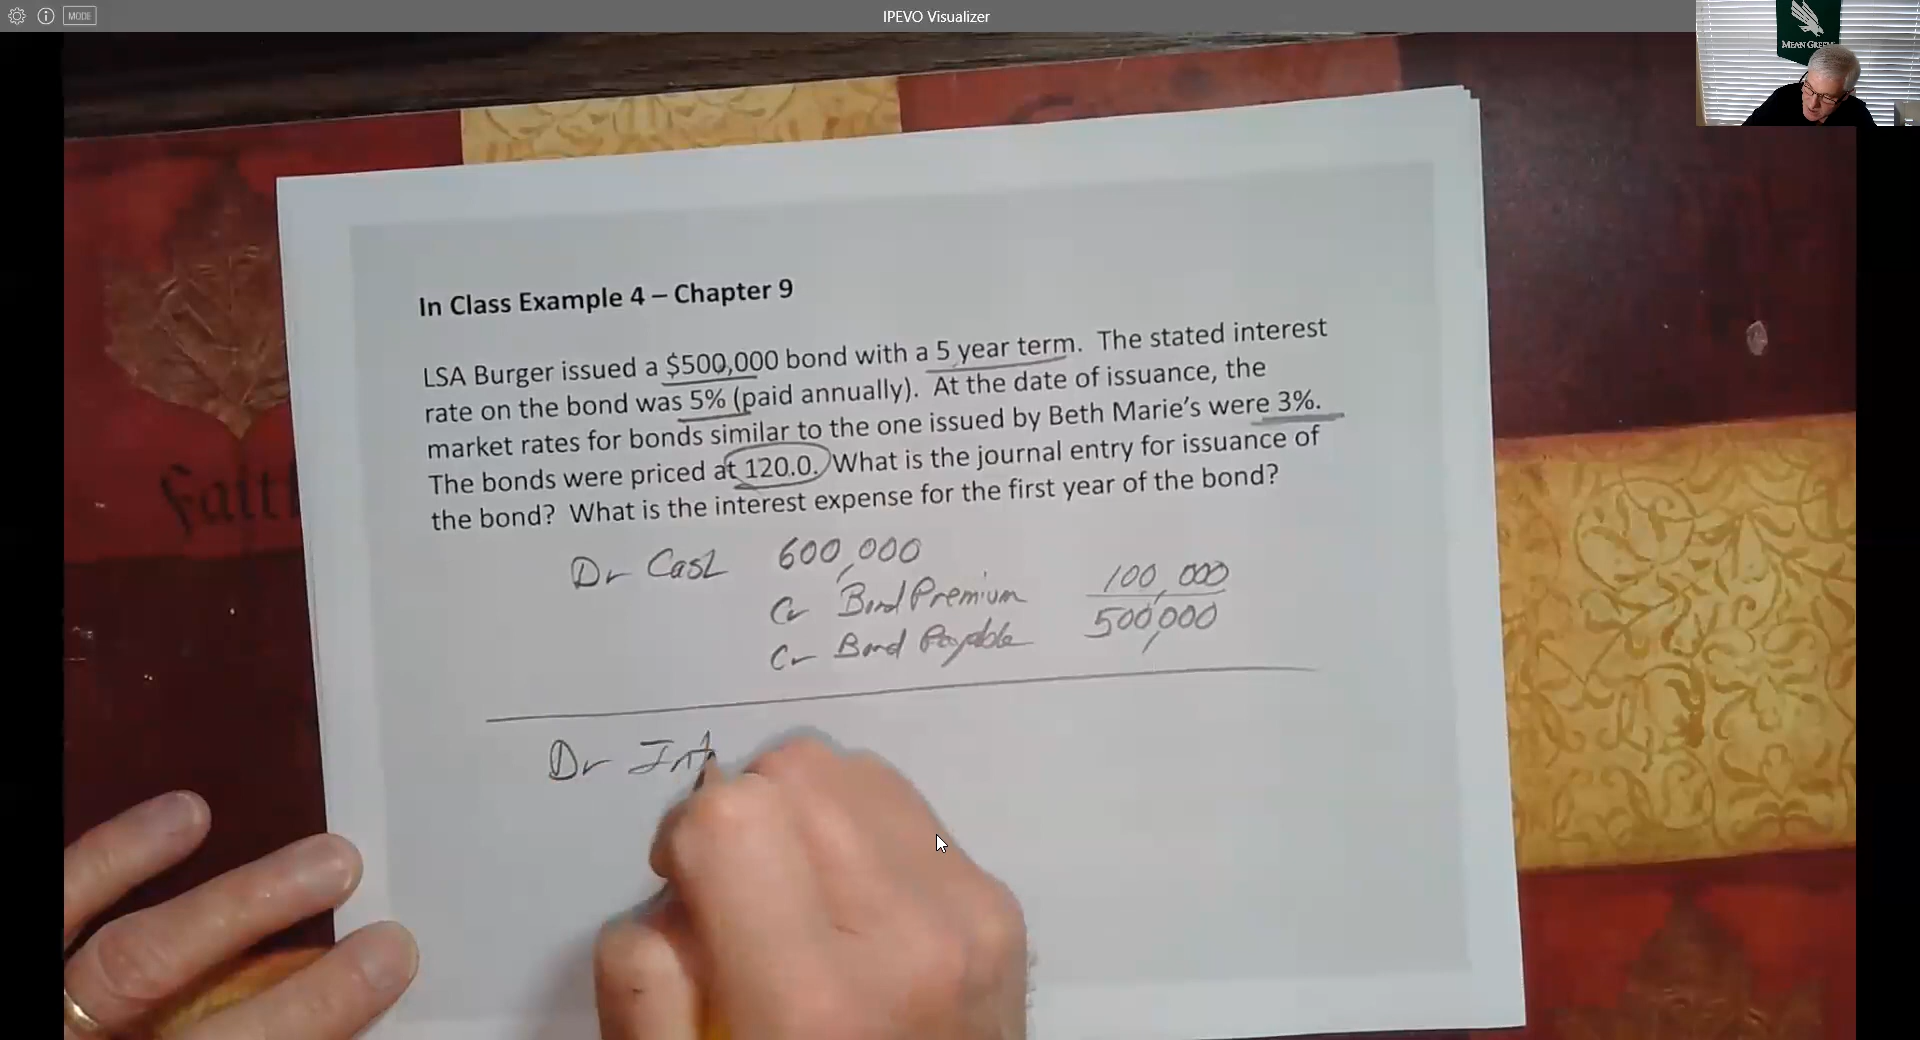 MODE
IPEVO Visualizer
MEAN GREEN
In Class Example 4 – Chapter 9
LSA Burger issued a $500,000 bond with a 5 year term. The stated interest
rate on the bond was 5% (paid annually). At the date of issuance, the
market rates for bonds similar to the one issued by Beth Marie's were 3%.
The bonds were priced at 120.0. What is the journal entry for issuance of
the bond? What is the interest expense for the first year of the bond?
Faith
Dr Cash 600,000
Cr Bond Premium 100,000
Cr Bond Payable 500,000
Dr Int